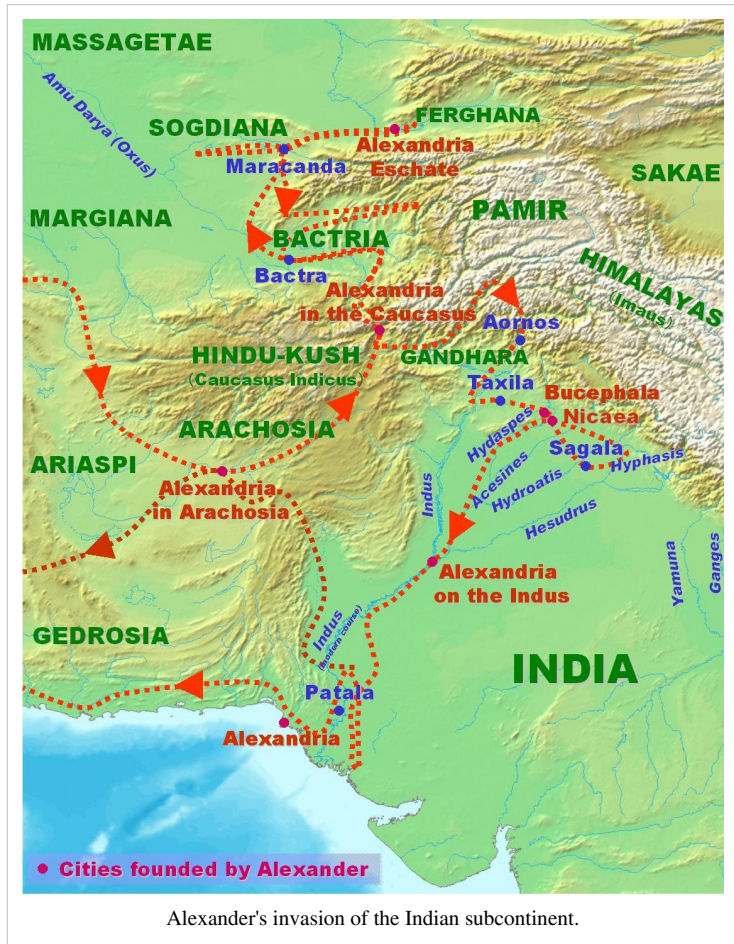 MASSAGETAE
Amu Darya (Oxus)
SOGDIANA
FERGHANA
Maracanda
Alexandria
Eschate
SAKAE
MARGIANA
PAMIR
BACTRIA
Bactra
HIMALAYAS
(Imaus)
Alexandria
in the Caucasus
Aornos
HINDU-KUSH
(Caucasus Indicus)
GANDHARA
Taxila
Bucephala
Nicaea
ARACHOSIA
Hydaspes
Sagala
ARIASPI
Acesines
Hyphasis
Alexandria
in Arachosia
Indus
Hydroatis
Hesudrus
Yamuna
Ganges
Alexandria
on the Indus
GEDROSIA
Indus
(modern course)
INDIA
Patala
Alexandria
Cities founded by Alexander
Alexander's invasion of the Indian subcontinent.